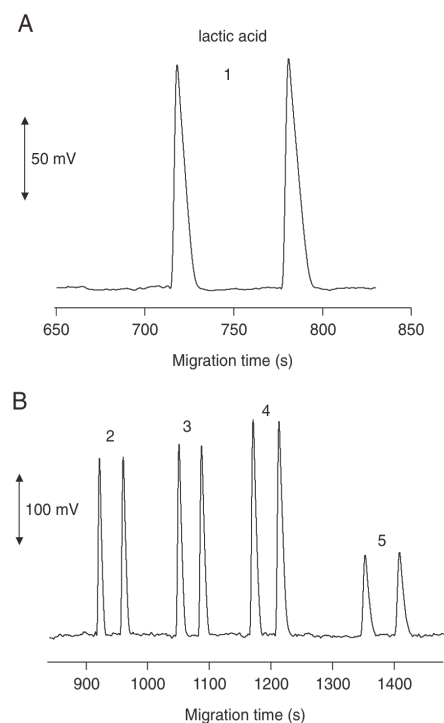 A
lactic acid
1
50 mV
650 700 750 800 850
Migration time (s)
B
2 3 4
5
100 mV
900 1000 1100 1200 1300 1400
Migration time (s)